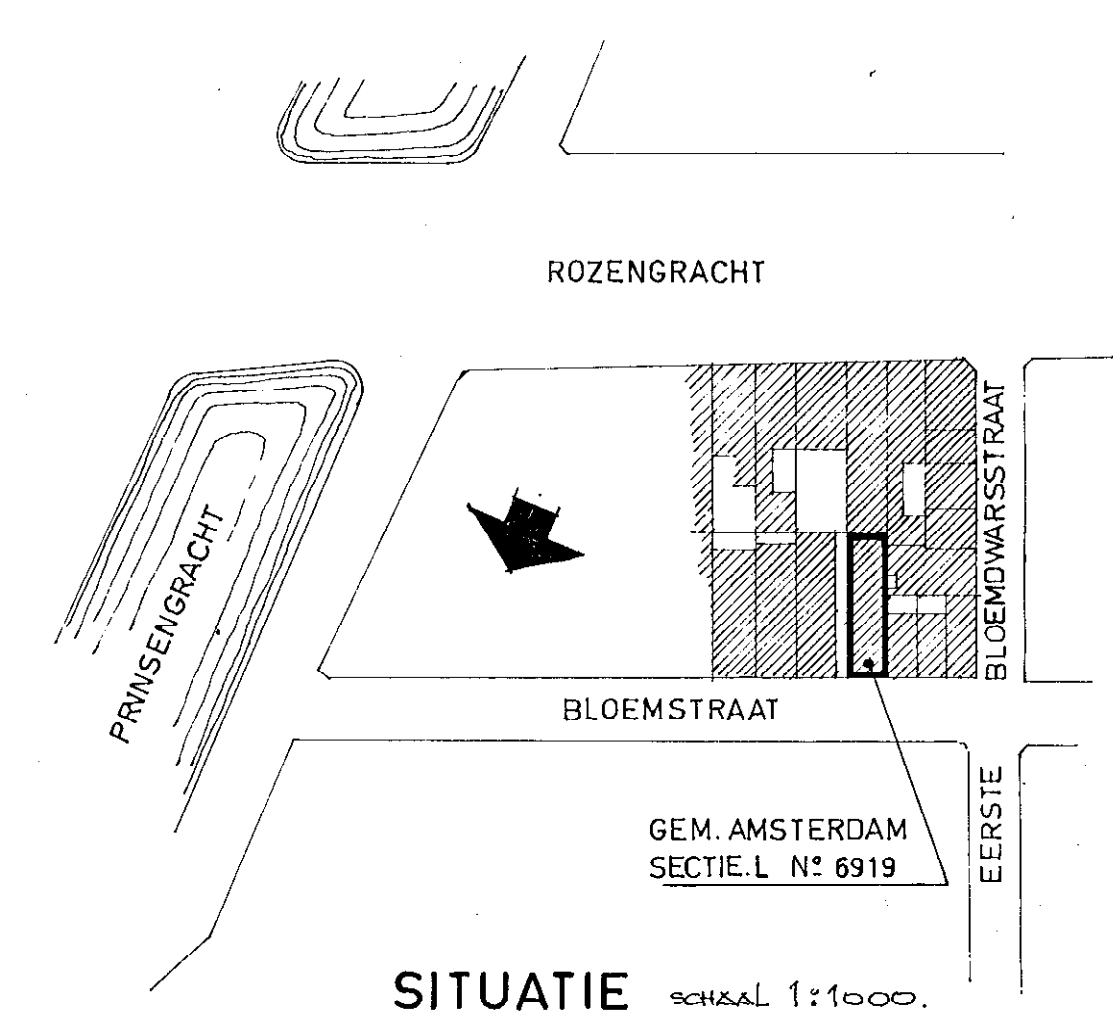 ROZENGRACHT
PRINSENGRACHT
BLOEMDWARSSTRAAT
BLOEMSTRAAT
EERSTE
GEM. AMSTERDAM
SECTIE.L Nº 6919
SITUATIE SCHAAL 1:1000.